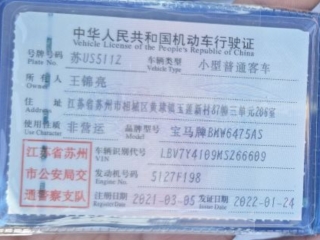 中华人民共和国机动车行驶证
Vehicle License of the People's Republic of China
号牌号码 苏USS112 车辆类型 小型普通客车
Plate No. Vehicle Type
所有人 王锦亮
Owner
住址 江苏省苏州市相城区黄埭镇玉莲新村87幢三单元204室
Address
使用性质 非营运 品牌型号 宝马牌BMW6475AS
Use Character Model
江苏省苏州
市公安局交
通警察支队
车辆识别代号 LBV7Y4109MSZ66609
VIN
发动机号码 S127F198
Engine No.
注册日期 2021-03-05 发证日期 2022-01-24
Register Date Issue Date